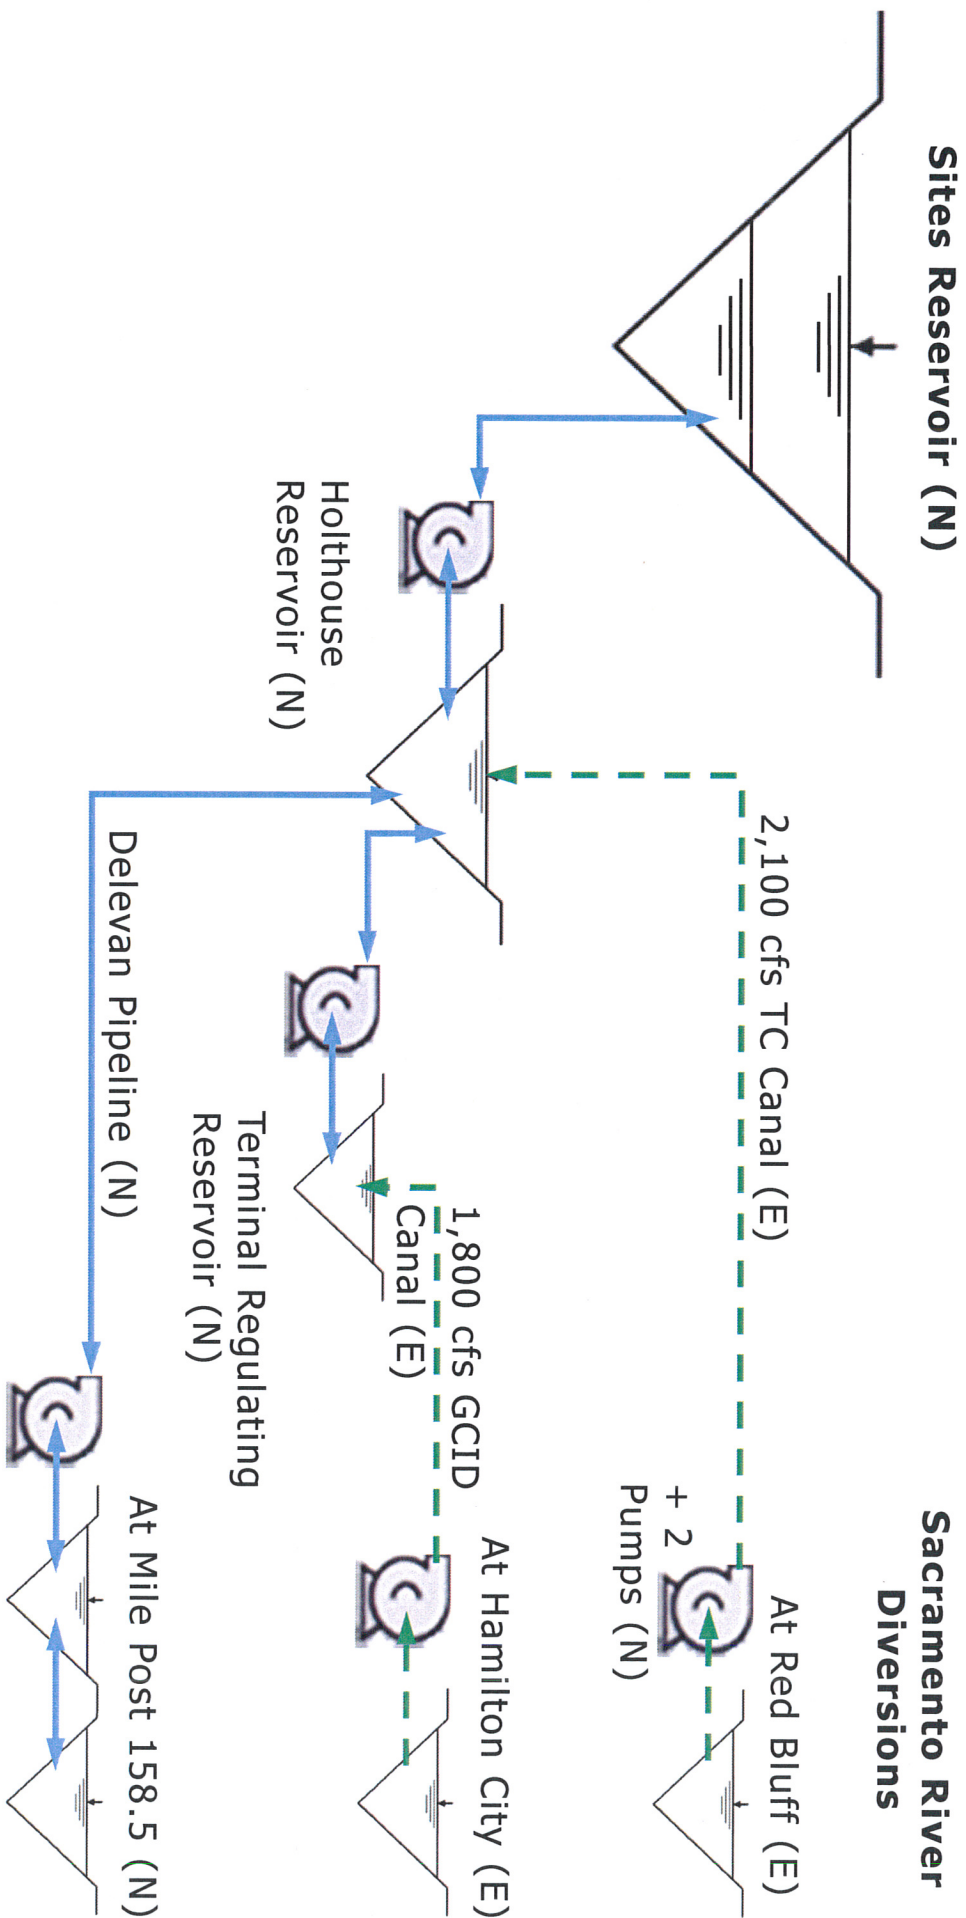 Sites Reservoir (N)
Sacramento River
Diversions
2,100 cfs TC Canal (E)
At Red Bluff (E)
+ 2
Pumps (N)
Holthouse
Reservoir (N)
1,800 cfs GCID
Canal (E)
At Hamilton City (E)
Terminal Regulating
Reservoir (N)
Delevan Pipeline (N)
At Mile Post 158.5 (N)